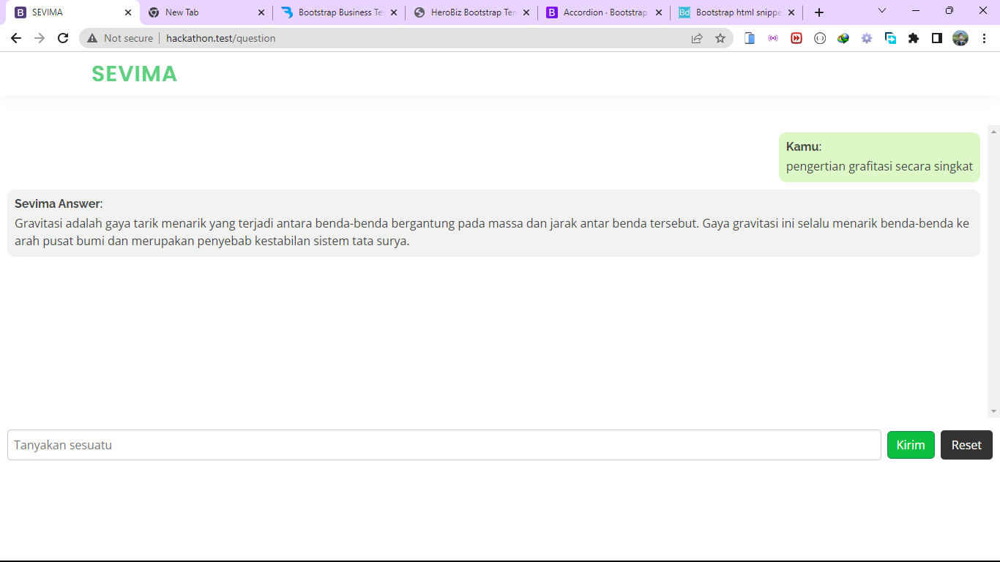 SEVIMA
New Tab
Bootstrap Business Te
HeroBiz Bootstrap Tem
Accordion · Bootstrap
Bootstrap html snippe
Not secure
hackathon.test/question
SEVIMA
Kamu:
pengertian grafitasi secara singkat
Sevima Answer:
Gravitasi adalah gaya tarik menarik yang terjadi antara benda-benda bergantung pada massa dan jarak antar benda tersebut. Gaya gravitasi ini selalu menarik benda-benda ke
arah pusat bumi dan merupakan penyebab kestabilan sistem tata surya.
Tanyakan sesuatu
Kirim
Reset